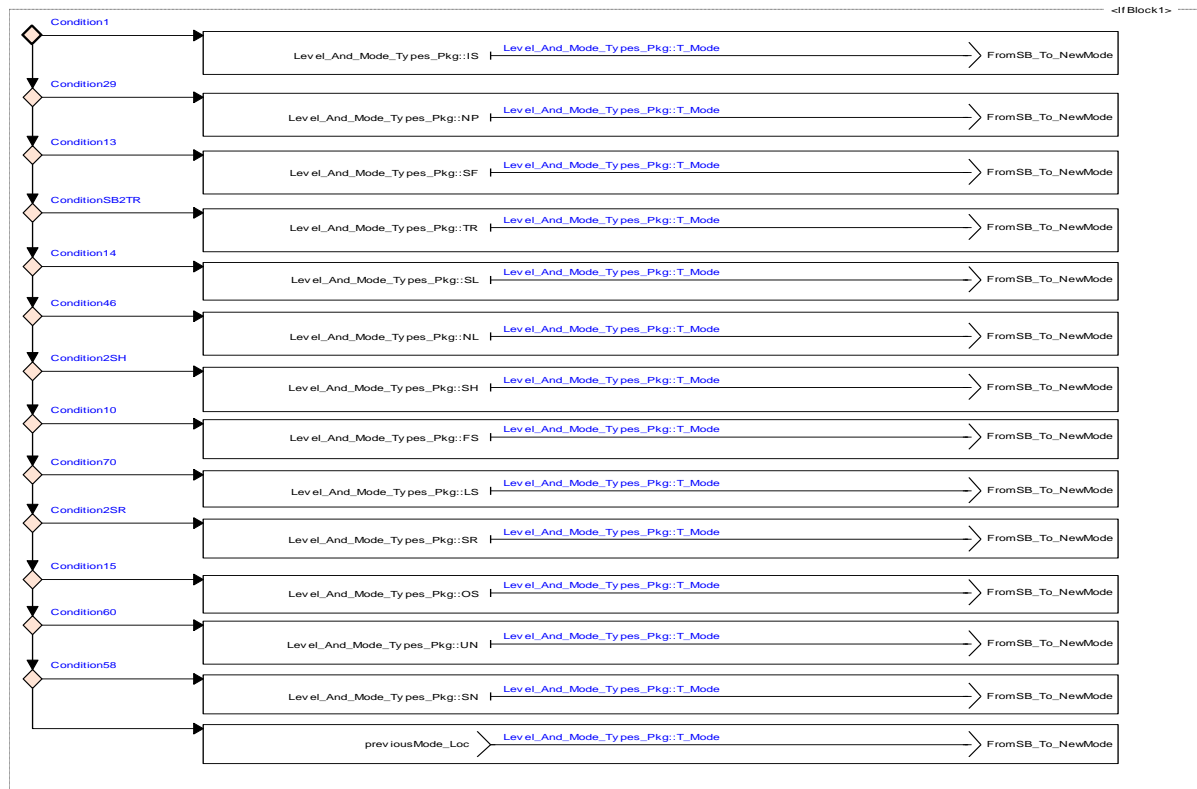 <IfBlock1>
Condition1
Level_And_Mode_Types_Pkg::IS Level_And_Mode_Types_Pkg::T_Mode FromSB_To_NewMode
Condition29
Level_And_Mode_Types_Pkg::NP Level_And_Mode_Types_Pkg::T_Mode FromSB_To_NewMode
Condition13
Level_And_Mode_Types_Pkg::SF Level_And_Mode_Types_Pkg::T_Mode FromSB_To_NewMode
ConditionSB2TR
Level_And_Mode_Types_Pkg::TR Level_And_Mode_Types_Pkg::T_Mode FromSB_To_NewMode
Condition14
Level_And_Mode_Types_Pkg::SL Level_And_Mode_Types_Pkg::T_Mode FromSB_To_NewMode
Condition46
Level_And_Mode_Types_Pkg::NL Level_And_Mode_Types_Pkg::T_Mode FromSB_To_NewMode
Condition2SH
Level_And_Mode_Types_Pkg::SH Level_And_Mode_Types_Pkg::T_Mode FromSB_To_NewMode
Condition10
Level_And_Mode_Types_Pkg::FS Level_And_Mode_Types_Pkg::T_Mode FromSB_To_NewMode
Condition70
Level_And_Mode_Types_Pkg::LS Level_And_Mode_Types_Pkg::T_Mode FromSB_To_NewMode
Condition2SR
Level_And_Mode_Types_Pkg::SR Level_And_Mode_Types_Pkg::T_Mode FromSB_To_NewMode
Condition15
Level_And_Mode_Types_Pkg::OS Level_And_Mode_Types_Pkg::T_Mode FromSB_To_NewMode
Condition60
Level_And_Mode_Types_Pkg::UN Level_And_Mode_Types_Pkg::T_Mode FromSB_To_NewMode
Condition58
Level_And_Mode_Types_Pkg::SN Level_And_Mode_Types_Pkg::T_Mode FromSB_To_NewMode
previousMode_Loc Level_And_Mode_Types_Pkg::T_Mode FromSB_To_NewMode